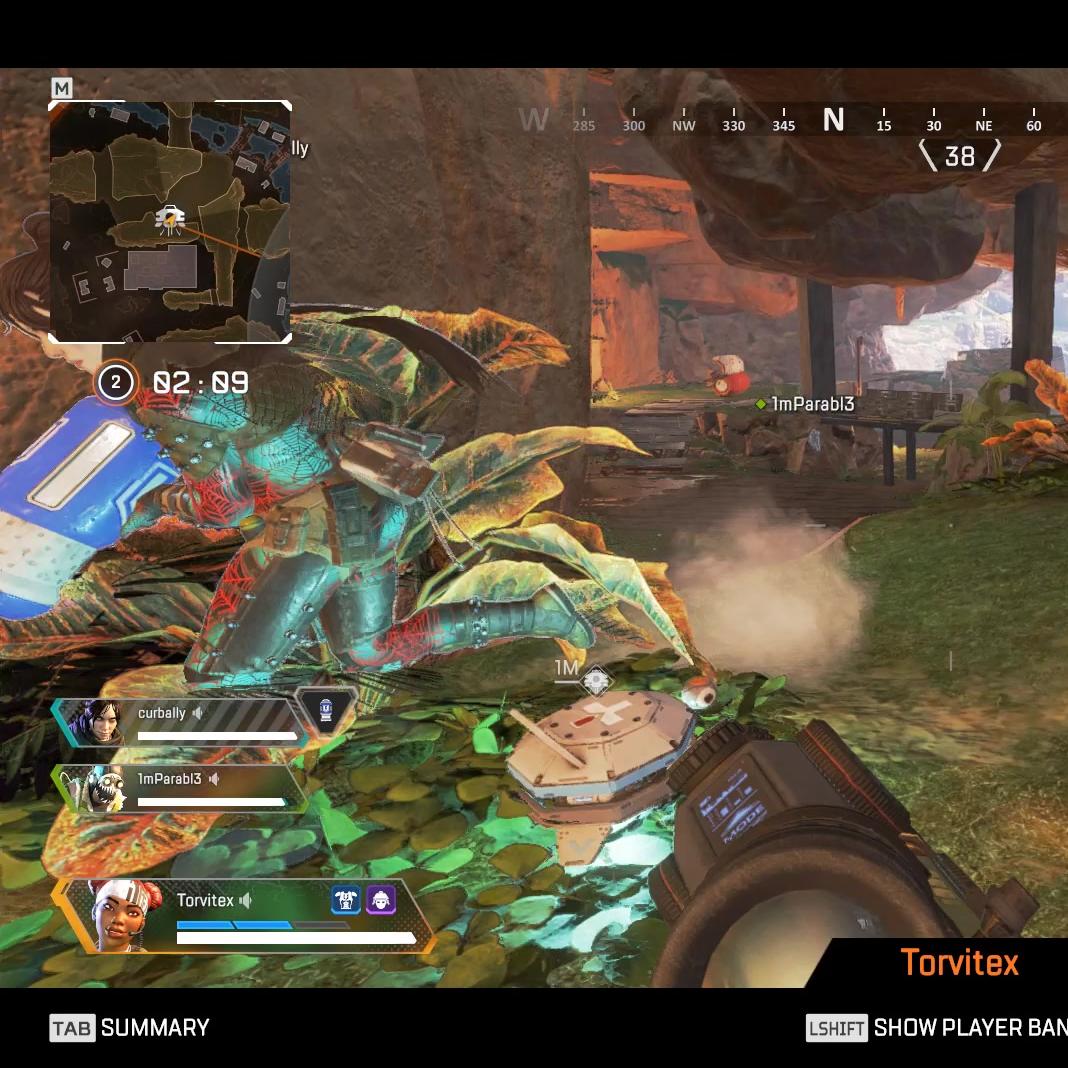 M
lly
W 285 300 NW 330 345 N 15 30 NE 60
38
2 02:09
1mParabl3
1M
curbally
1mParabl3
MODE
Torvitex
Torvitex
TAB SUMMARY
LSHIFT SHOW PLAYER BAN